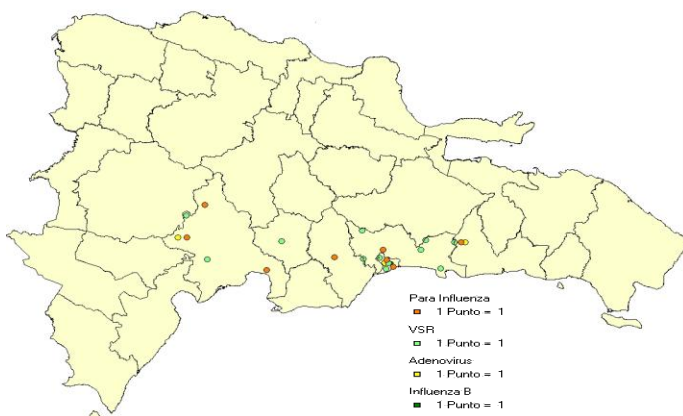 Para Influenza
1 Punto = 1
VSR
1 Punto = 1
Adenovirus
1 Punto = 1
Influenza B
1 Punto = 1